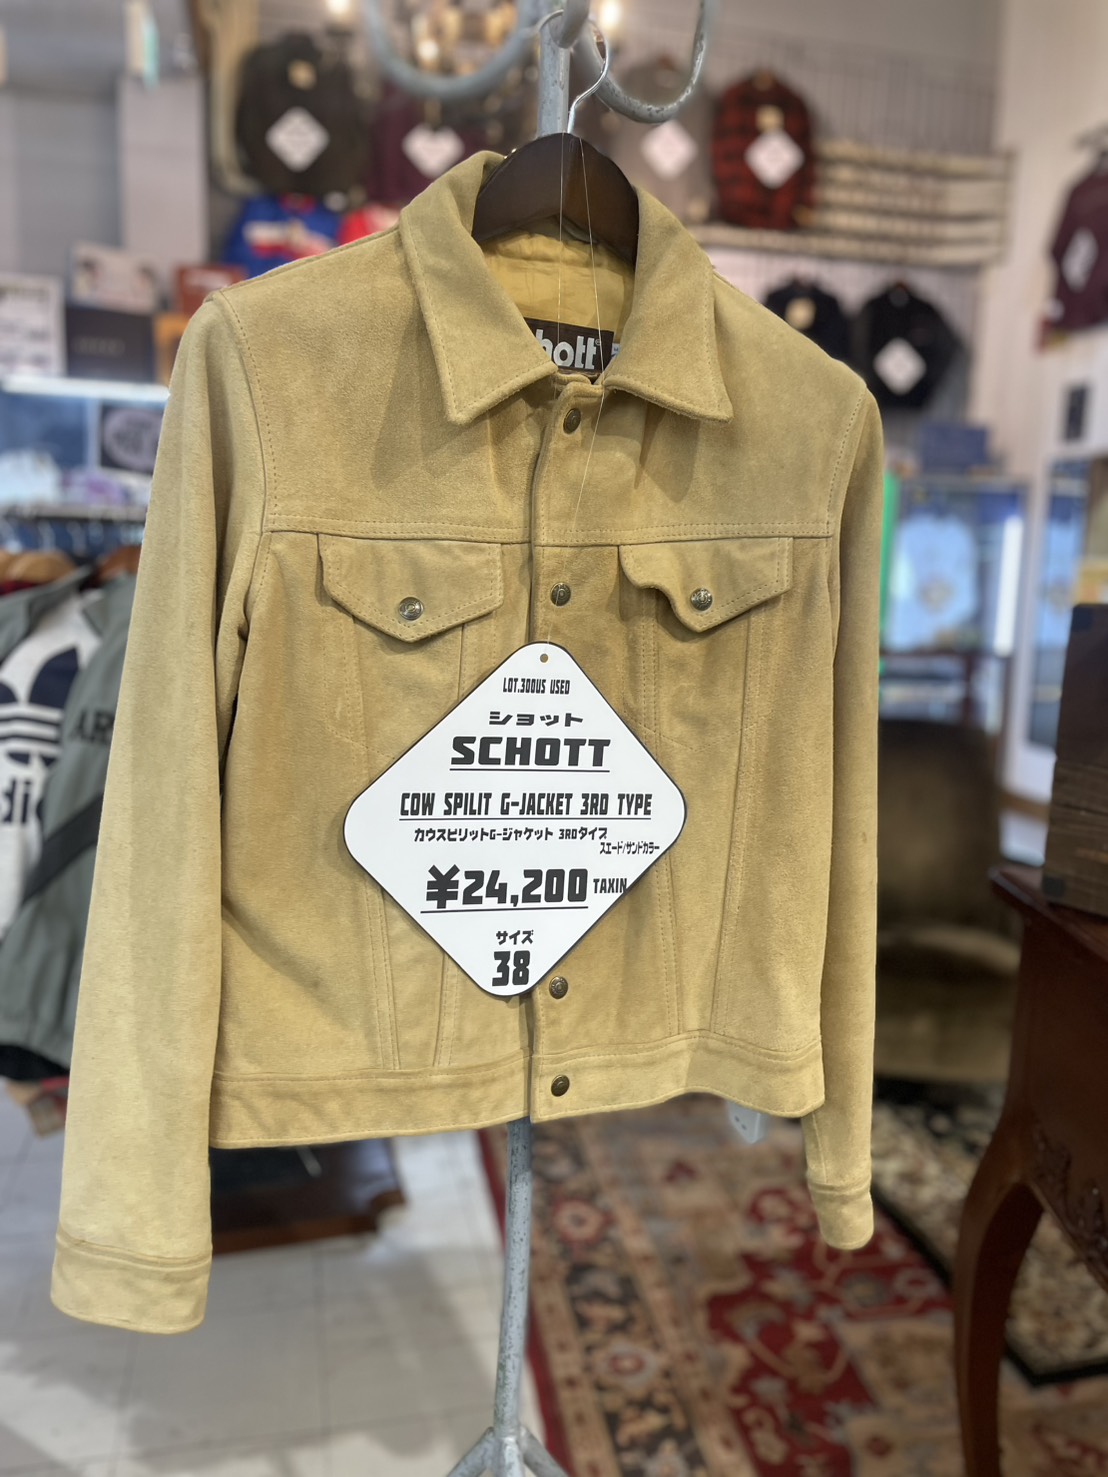 hott
LOT.300US USED
ショット
SCHOTT
COW SPILIT G-JACKET 3RD TYPE
カウスピリットG-ジャケット 3RDタイプ
スエード/サンドカラー
¥24,200 TAXIN
サイズ
38